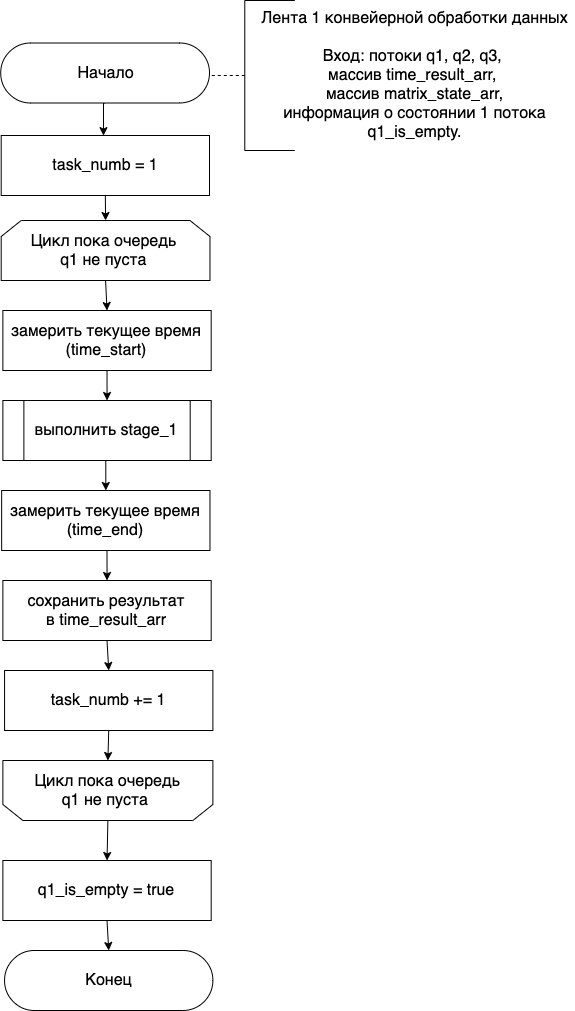 Лента 1 конвейерной обработки данных
Вход: потоки q1, q2, q3,
массив time_result_arr,
массив matrix_state_arr,
информация о состоянии 1 потока
q1_is_empty.
Начало
task_numb = 1
Цикл пока очередь
q1 не пуста
замерить текущее время
(time_start)
выполнить stage_1
замерить текущее время
(time_end)
сохранить результат
в time_result_arr
task_numb += 1
Цикл пока очередь
q1 не пуста
q1_is_empty = true
Конец